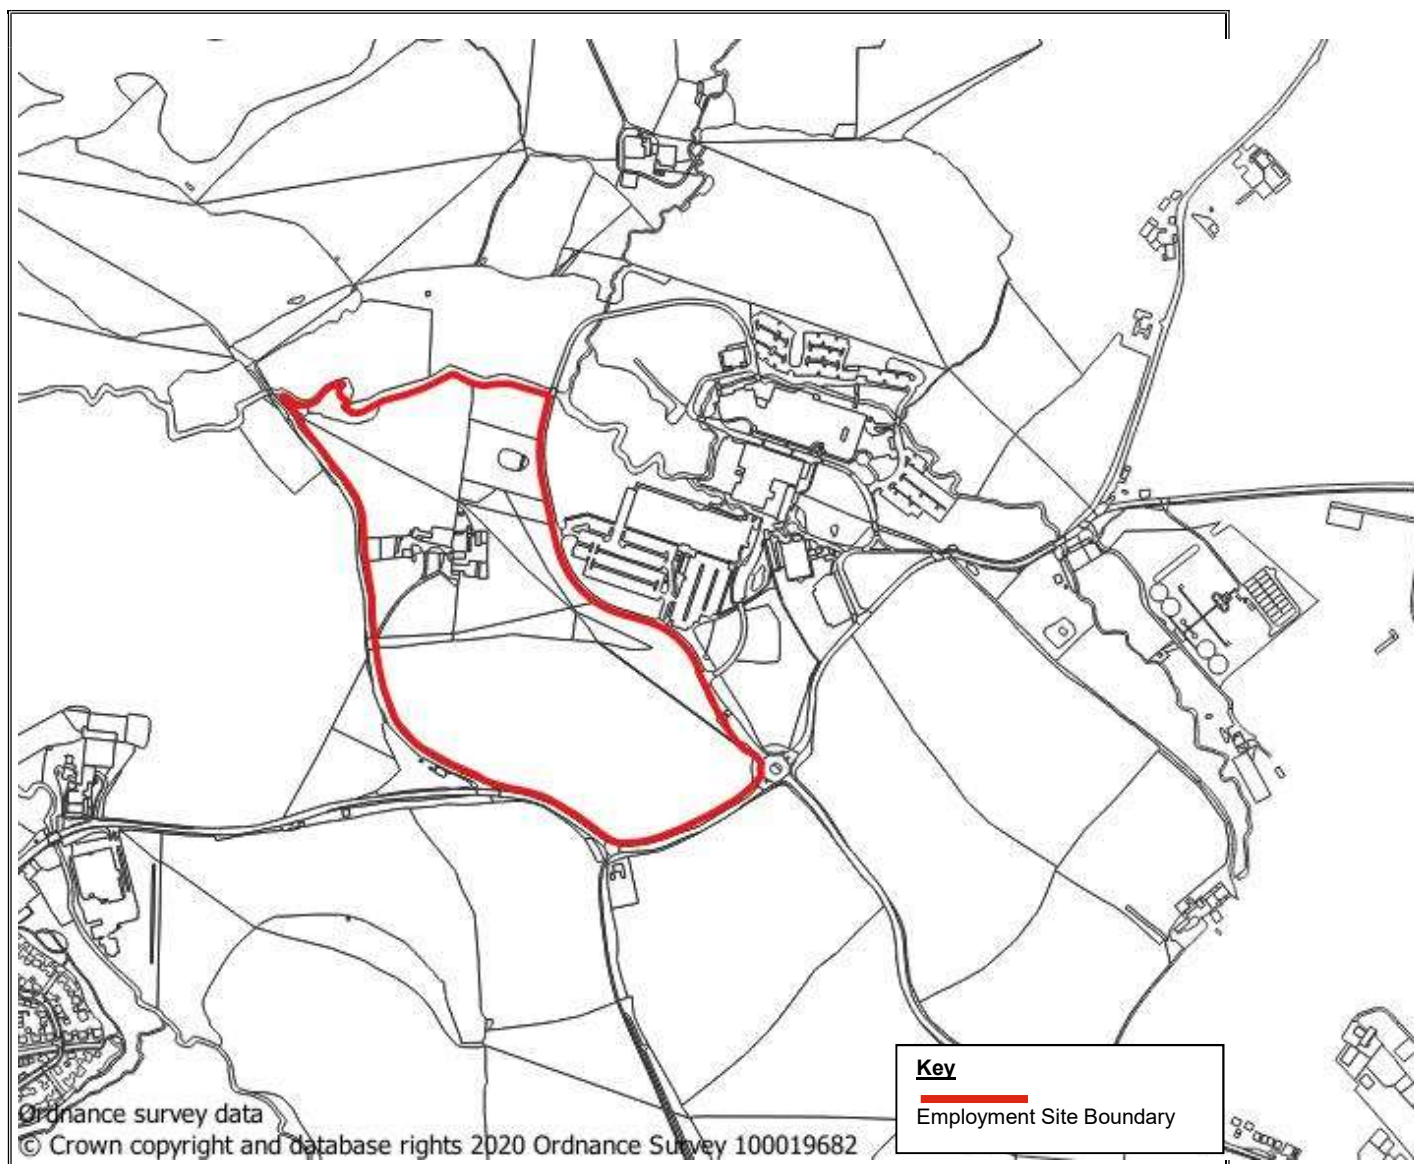 Key
Employment Site Boundary
Ordnance survey data
© Crown copyright and database rights 2020 Ordnance Survey 100019682